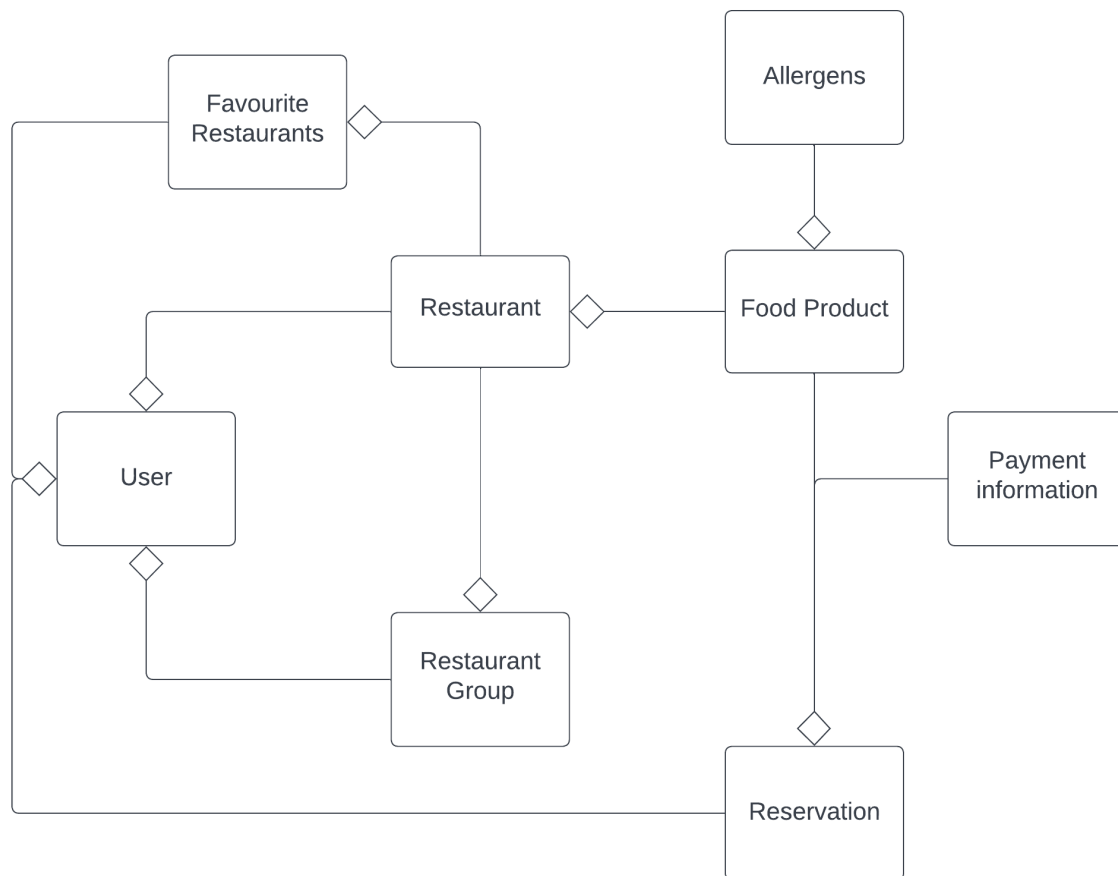 Allergens
Favourite
Restaurants
Restaurant
Food Product
User
Payment
information
Restaurant
Group
Reservation